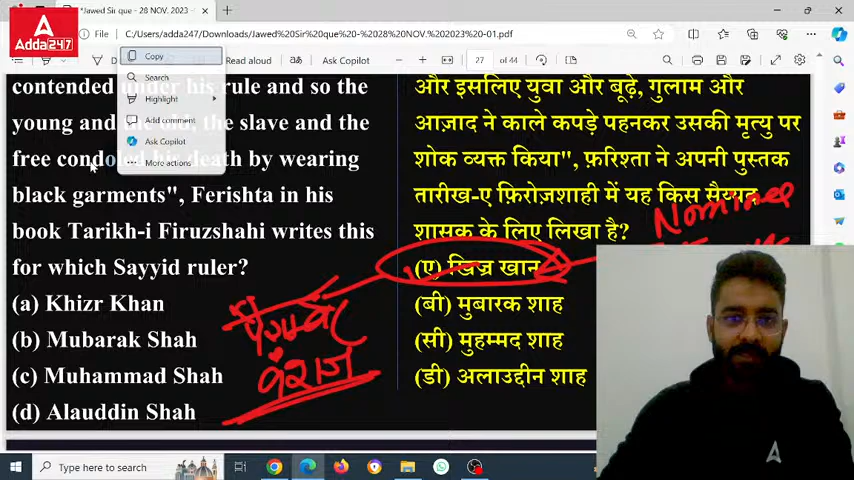 *Jawed Sir que - 28 NOV. 2023 -
Adda247
File
C:/Users/adda247/Downloads/Jawed%20Sir%20que%20-%2028%20NOV.%202023%20-01.pdf
Read aloud
Ask Copilot
27
of 44
Copy
Search
Highlight
Add comment
Ask Copilot
More actions
contended under his rule and so the
young and the old, the slave and the
free condoled his death by wearing
black garments", Ferishta in his
book Tarikh-i Firuzshahi writes this
for which Sayyid ruler?
(a) Khizr Khan
(b) Mubarak Shah
(c) Muhammad Shah
(d) Alauddin Shah
और इसलिए युवा और बूढ़े, गुलाम और
आज़ाद ने काले कपड़े पहनकर उसकी मृत्यु पर
शोक व्यक्त किया", फ़रिश्ता ने अपनी पुस्तक
तारीख-ए फ़िरोज़शाही में यह किस सैय्यद
शासक के लिए लिखा है?
(ए) खिज्र खान
(बी) मुबारक शाह
(सी) मुहम्मद शाह
(डी) अलाउद्दीन शाह
वंशज
Type here to search